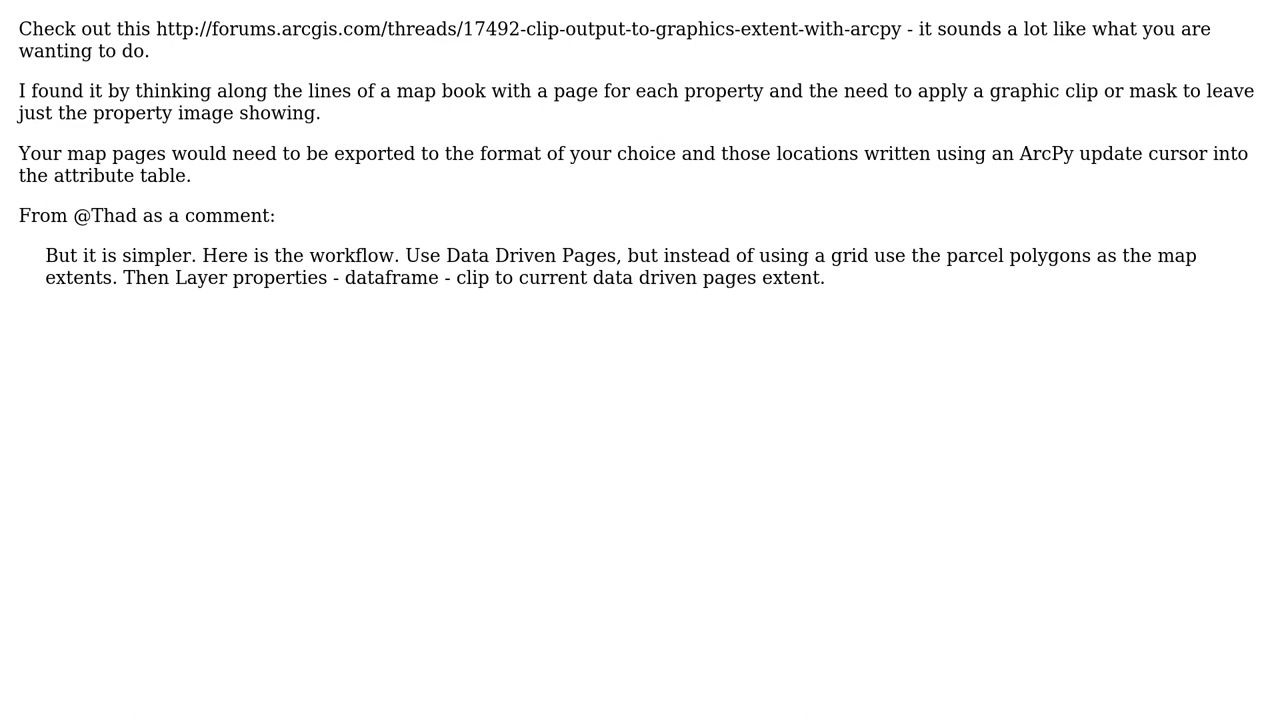 Check out this http://forums.arcgis.com/threads/17492-clip-output-to-graphics-extent-with-arcpy - it sounds a lot like what you are
wanting to do.
I found it by thinking along the lines of a map book with a page for each property and the need to apply a graphic clip or mask to leave
just the property image showing.
Your map pages would need to be exported to the format of your choice and those locations written using an ArcPy update cursor into
the attribute table.
From @Thad as a comment:
But it is simpler. Here is the workflow. Use Data Driven Pages, but instead of using a grid use the parcel polygons as the map
extents. Then Layer properties - dataframe - clip to current data driven pages extent.